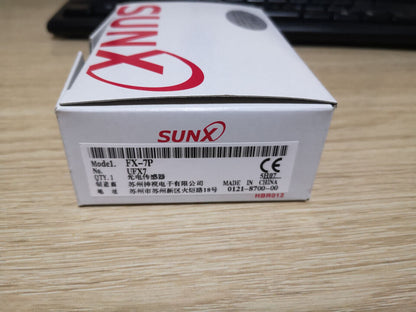 SUNX
SUNX
Model. FX-7P
No. UFX7
QTY.1 光电传感器
制造商 苏州神视电子有限公司 MADE IN CHINA
地 址 苏州市苏州新区火炬路18号 0121-8700-00
CE
HBR012